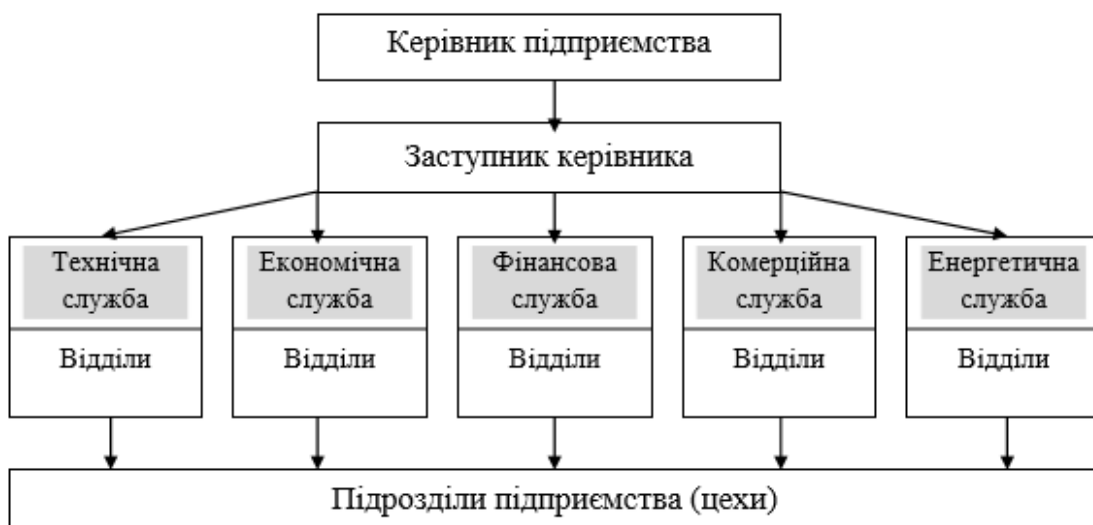 Керівник підприємства
Заступник керівника
Технічна
служба
Відділи
Економічна
служба
Відділи
Фінансова
служба
Відділи
Комерційна
служба
Відділи
Енергетична
служба
Відділи
Підрозділи підприємства (цехи)